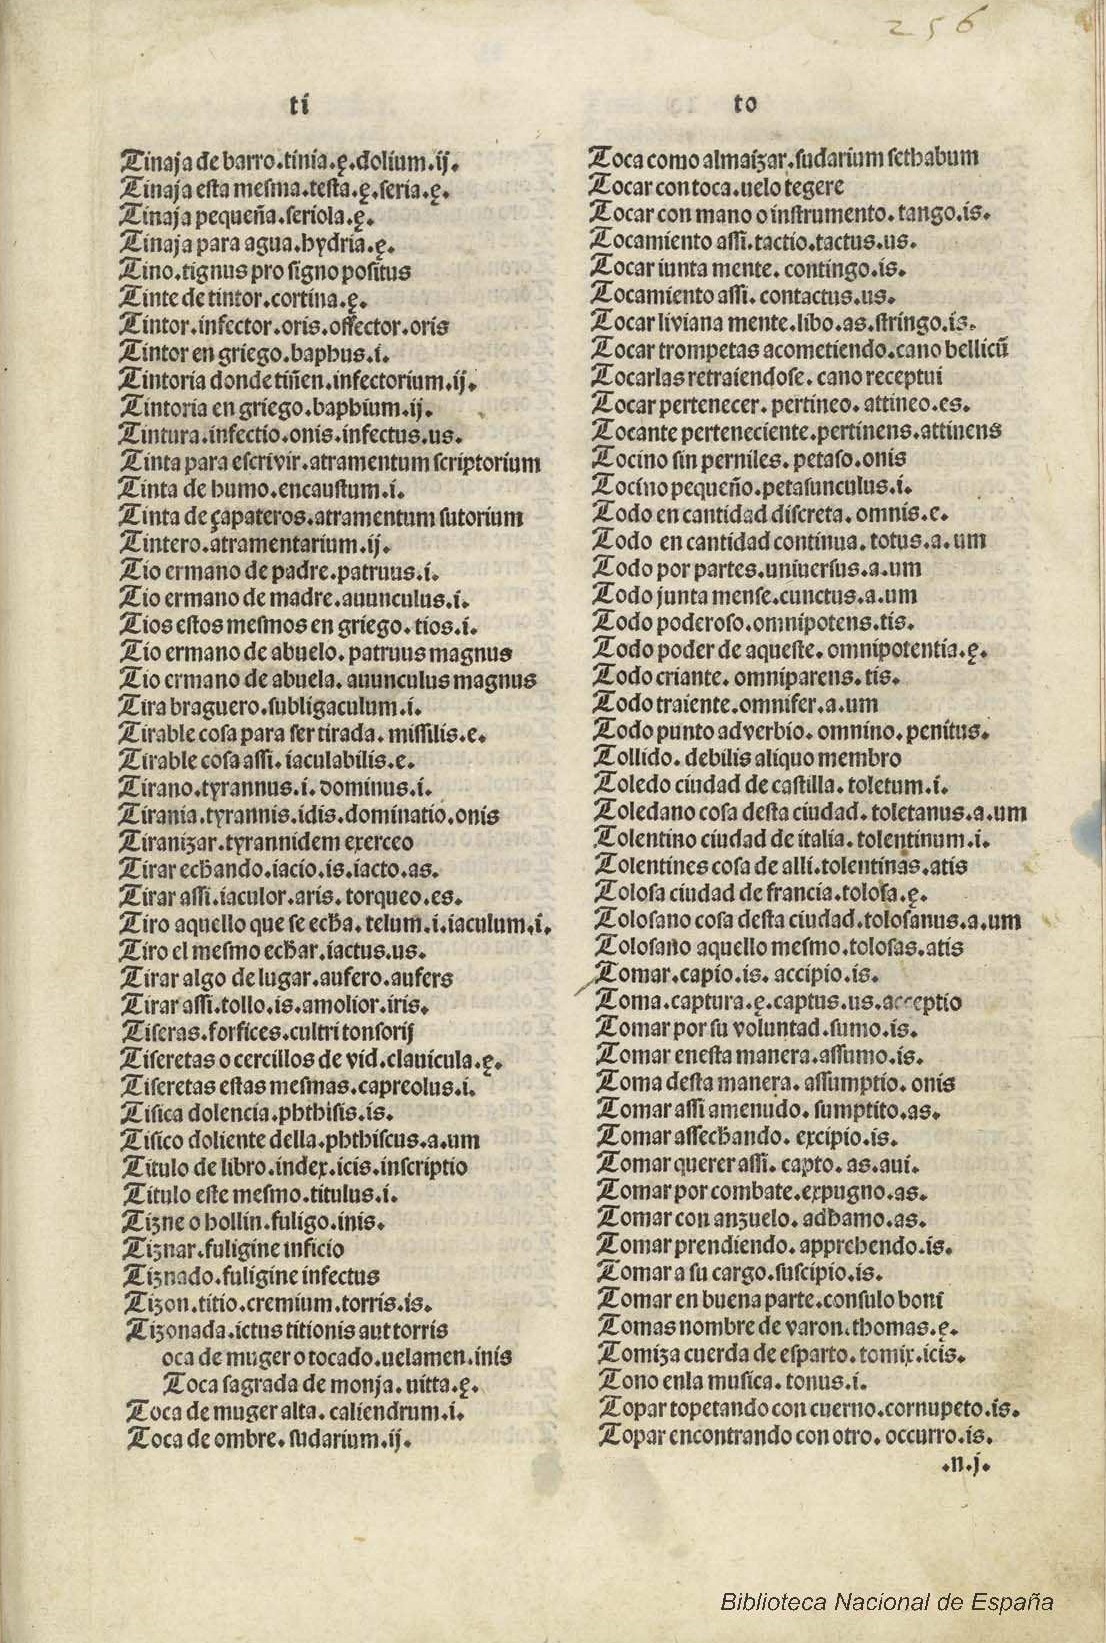 256
ti
Tinaja de barro.tinia.ę.dolium.ij.
Tinaja esta mesma.testa.ę.seria.ę.
Tinaja pequeña.seriola.ę.
Tinaja para agua.hydria.ę.
Tino.tignus pro signo positus
Tinte de tintor.cortina.ę.
Tintor.infector.oris.offector.oris
Tintor en griego.baphus.i.
Tintoria donde tiñen.infectorium.ij.
Tintoria en griego.baphium.ij.
Tintura.infectio.onis.infectus.us.
Tinta para escrivir.atramentum scriptorium
Tinta de humo.encaustum.i.
Tinta de çapateros.atramentum sutorium
Tintero.atramentarium.ij.
Tio ermano de padre.patruus.i.
Tio ermano de madre.auunculus.i.
Tios estos mesmos en griego.tios.i.
Tio ermano de abuelo.patruus magnus
Tio ermano de abuela.auunculus magnus
Tira braguero.subligaculum.i.
Tirable cosa para ser tirada.missilis.e.
Tirable cosa assi.iaculabilis.e.
Tirano.tyrannus.i.dominus.i.
Tirania.tyrannis.idis.dominatio.onis
Tiranizar.tyrannidem exerceo
Tirar echando.iacio.is.iacto.as.
Tirar assi.iaculor.aris.torqueo.es.
Tiro aquello que se echa.telum.i.iaculum.i.
Tiro el mesmo echar.iactus.us.
Tirar algo de lugar.aufero.aufers
Tirar assi.tollo.is.amolior.iris.
Tiseras.forfices.cultri tonsorij
Tiseretas o cercillos de vid.clauicula.ę.
Tiseretas estas mesmas.capreolus.i.
Tisica dolencia.phthisis.is.
Tisico doliente della.phthiscus.a.um
Titulo de libro.index.icis.inscriptio
Titulo este mesmo.titulus.i.
Tizne o hollin.fuligo.inis.
Tiznar.fuligine inficio
Tiznado.fuligine infectus
Tizon.titio.cremium.torris.is.
Tizonada.ictus titionis aut torris
oca de muger o tocado.uelamen.inis
Toca sagrada de monja.uitta.ę.
Toca de muger alta.caliendrum.i.
Toca de ombre.sudarium.ij.
to
Toca como almaizar.sudarium sethabum
Tocar con toca.uelo tegere
Tocar con mano o instrumento.tango.is.
Tocamiento assi.tactio.tactus.us.
Tocar iunta mente.contingo.is.
Tocamiento assi.contactus.us.
Tocar liviana mente.libo.as.stringo.is.
Tocar trompetas acometiendo.cano bellicũ
Tocarlas retraiendose.cano receptui
Tocar pertenecer.pertineo.attineo.es.
Tocante perteneciente.pertinens.attinens
Tocino sin perniles.petaso.onis
Tocino pequeño.petasunculus.i.
Todo en cantidad discreta.omnis.e.
Todo en cantidad continua.totus.a.um
Todo por partes.uniuersus.a.um
Todo junta mense.cunctus.a.um
Todo poderoso.omnipotens.tis.
Todo poder de aqueste.omnipotentia.ę.
Todo criante.omniparens.tis.
Todo traiente.omnifer.a.um
Todo punto adverbio.omnino.penitus.
Tollido.debilis aliquo membro
Toledo ciudad de castilla.toletum.i.
Toledano cosa desta ciudad.toletanus.a.um
Tolentino ciudad de italia.tolentinum.i.
Tolentines cosa de alli.tolentinas.atis
Tolosa ciudad de francia.tolosa.ę.
Tolosano cosa desta ciudad.tolosanus.a.um
Tolosano aquello mesmo.tolosas.atis
Tomar.capio.is.accipio.is.
Toma.captura.ę.captus.us.acceptio
Tomar por su voluntad.sumo.is.
Tomar enesta manera.assumo.is.
Toma desta manera.assumptio.onis
Tomar assi amenudo.sumptito.as.
Tomar assechando.excipio.is.
Tomar querer assi.capto.as.aui.
Tomar por combate.expugno.as.
Tomar con anzuelo.adhamo.as.
Tomar prendiendo.apprehendo.is.
Tomar a su cargo.suscipio.is.
Tomar en buena parte.consulo boni
Tomas nombre de varon.thomas.ę.
Tomiza cuerda de esparto.tomix.icis.
Tono enla musica.tonus.i.
Topar topetando con cuerno.cornupeto.is.
Topar encontrando con otro.occurro.is.
.n.j.
Biblioteca Nacional de España